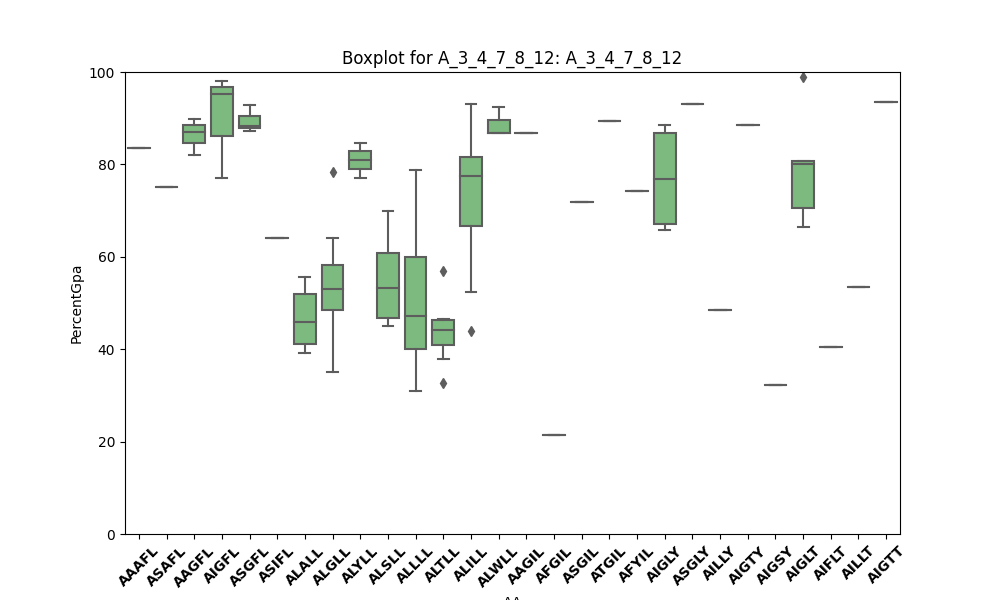 Boxplot for A_3_4_7_8_12: A_3_4_7_8_12
100
80
60
40
20
0
PercentGpa
AAAFL ASAFL AAGFL AIGFL ASGFL ASIFL ALALL ALGLL ALYLL ALSLL ALLLL ALTLL ALILL ALWLL AAGIL AFGIL ASGIL ATGIL AFYIL AIGLY ASGLY AILLY AIGTY AIGSY AIGLT AIFLT AILLT AIGTT